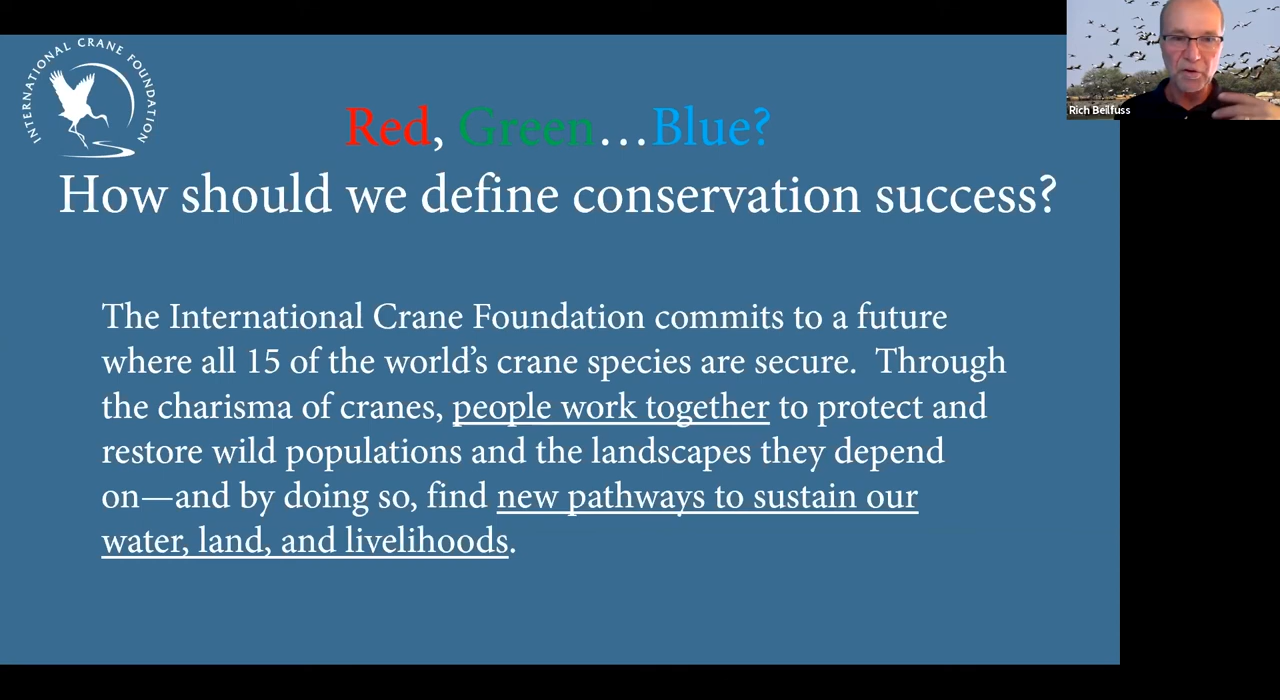 INTERNATIONAL CRANE FOUNDATION
Rich Beilfuss
Red, Green…Blue?
How should we define conservation success?
The International Crane Foundation commits to a future
where all 15 of the world’s crane species are secure.  Through
the charisma of cranes, people work together to protect and
restore wild populations and the landscapes they depend
on—and by doing so, find new pathways to sustain our
water, land, and livelihoods.